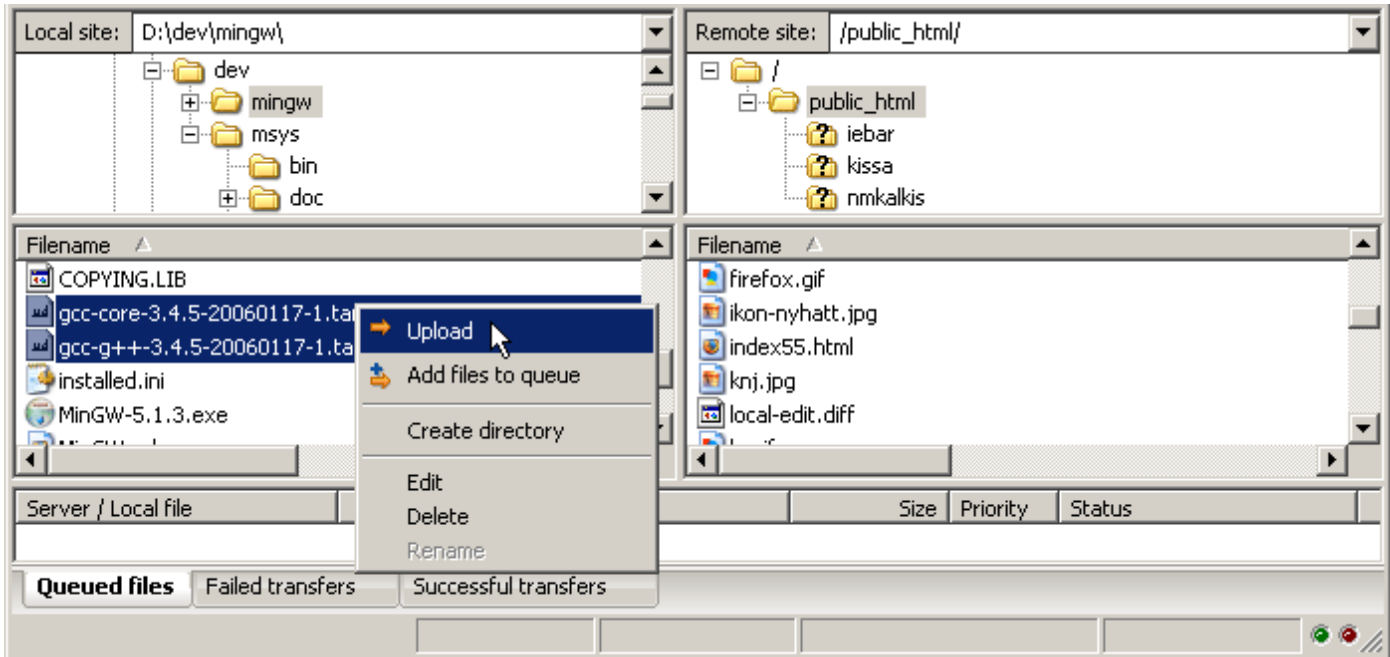 Local site: D:\dev\mingw\
dev
mingw
msys
bin
doc
Remote site: /public_html/
/
public_html
iebar
kissa
nmkalkis
Filename
COPYING.LIB
gcc-core-3.4.5-20060117-1.tar
gcc-g++-3.4.5-20060117-1.ta
installed.ini
MinGW-5.1.3.exe
Upload
Add files to queue
Create directory
Edit
Delete
Rename
Filename
firefox.gif
ikon-nyhatt.jpg
index55.html
knj.jpg
local-edit.diff
Server / Local file Size Priority Status
Queued files Failed transfers Successful transfers